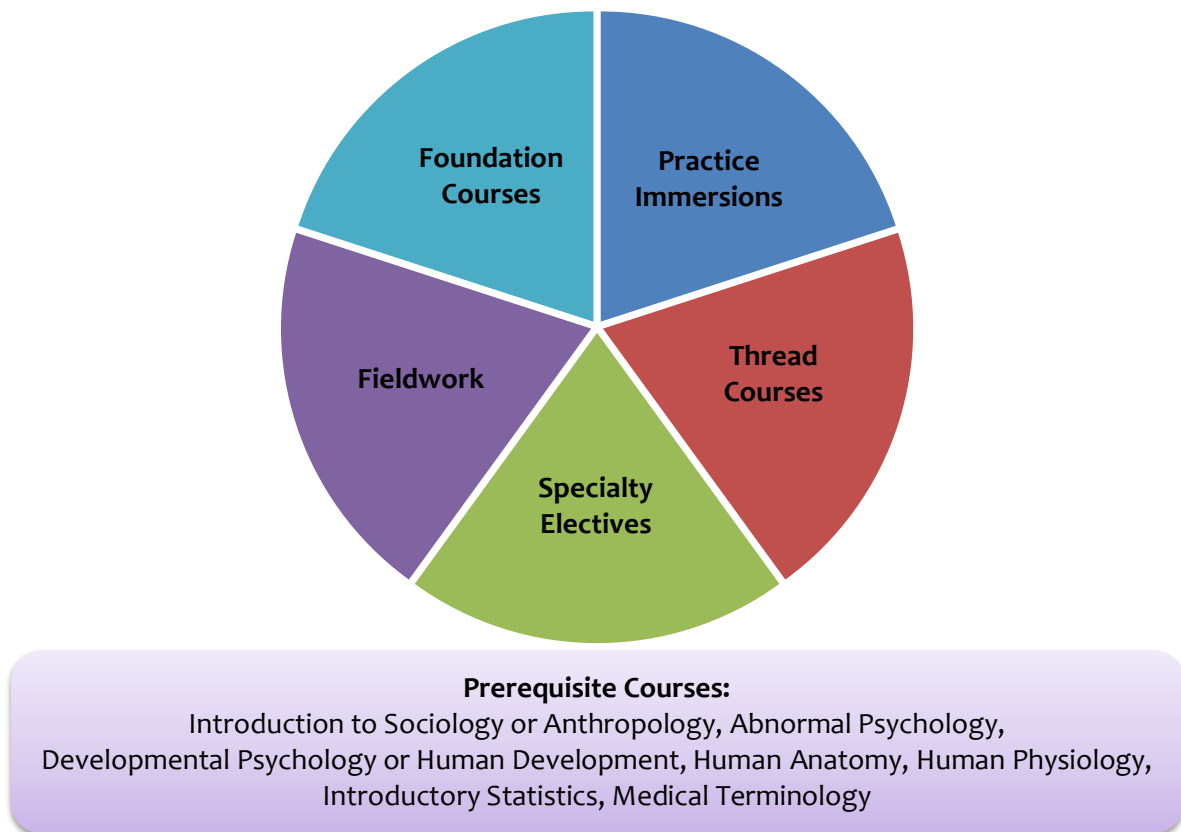 Foundation
Courses
Practice
Immersions
Fieldwork
Thread
Courses
Specialty
Electives
Prerequisite Courses:
Introduction to Sociology or Anthropology, Abnormal Psychology,
Developmental Psychology or Human Development, Human Anatomy, Human Physiology,
Introductory Statistics, Medical Terminology